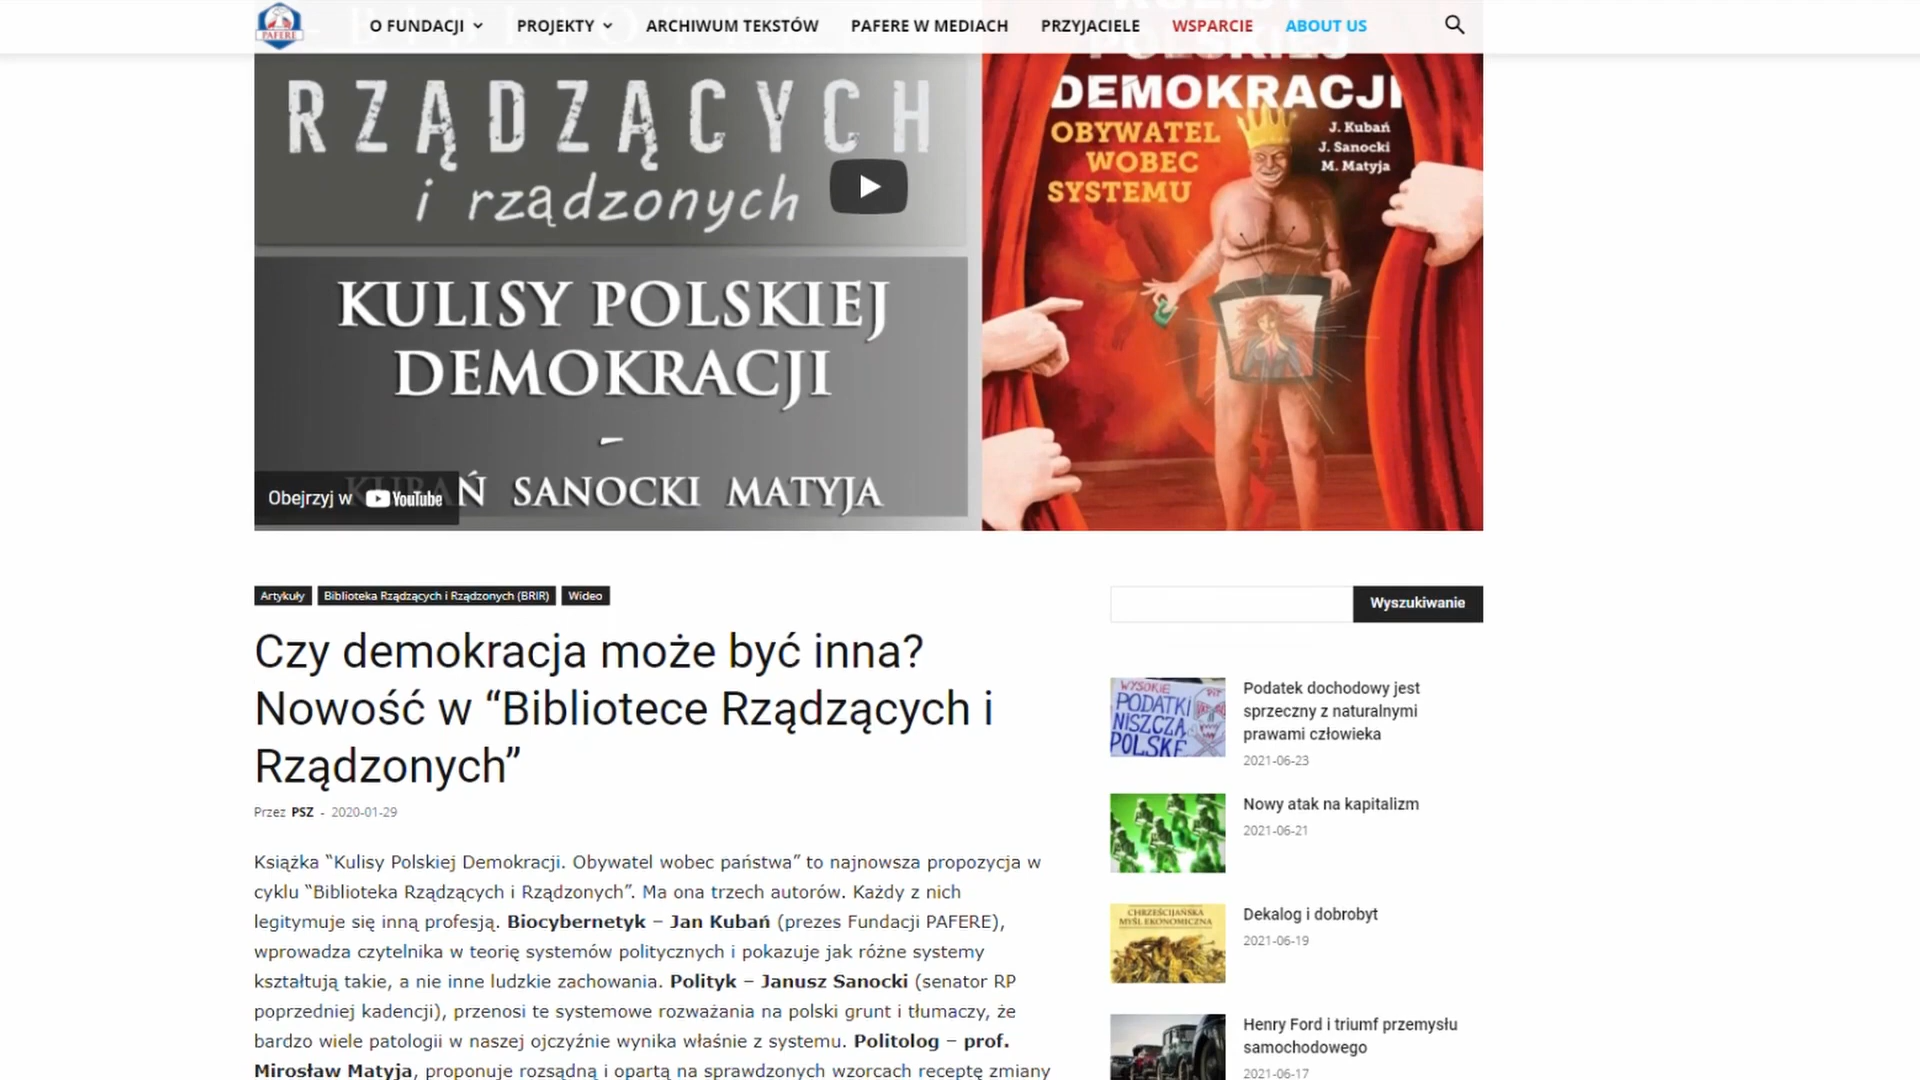 PAFERE
O FUNDACJI
PROJEKTY
ARCHIWUM TEKSTÓW
PAFERE W MEDIACH
PRZYJACIELE
WSPARCIE
ABOUT US
RZĄDZĄCYCH
i rządzonych
KULISY POLSKIEJ
DEMOKRACJI
–
KUBAŃ SANOCKI MATYJA
Obejrzyj w YouTube
KULISY
POLSKIEJ
DEMOKRACJI
OBYWATEL
WOBEC
SYSTEMU
J. Kubań
J. Sanocki
M. Matyja
Artykuły
Biblioteka Rządzących i Rządzonych (BRIR)
Wideo
Czy demokracja może być inna?
Nowość w “Bibliotece Rządzących i
Rządzonych”
Przez PSZ - 2020-01-29
Książka “Kulisy Polskiej Demokracji. Obywatel wobec państwa” to najnowsza propozycja w
cyklu “Biblioteka Rządzących i Rządzonych”. Ma ona trzech autorów. Każdy z nich
legitymuje się inną profesją. Biocybernetyk – Jan Kubań (prezes Fundacji PAFERE),
wprowadza czytelnika w teorię systemów politycznych i pokazuje jak różne systemy
kształtują takie, a nie inne ludzkie zachowania. Polityk – Janusz Sanocki (senator RP
poprzedniej kadencji), przenosi te systemowe rozważania na polski grunt i tłumaczy, że
bardzo wiele patologii w naszej ojczyźnie wynika właśnie z systemu. Politolog – prof.
Mirosław Matyja, proponuje rozsądną i opartą na sprawdzonych wzorcach receptę zmiany
Wyszukiwanie
WYSOKIE
PODATKI
NISZCZĄ
POLSKĘ
PIT
Podatek dochodowy jest
sprzeczny z naturalnymi
prawami człowieka
2021-06-23
Nowy atak na kapitalizm
2021-06-21
CHRZEŚCIJAŃSKA
MYŚL EKONOMICZNA
Dekalog i dobrobyt
2021-06-19
Henry Ford i triumf przemysłu
samochodowego
2021-06-17